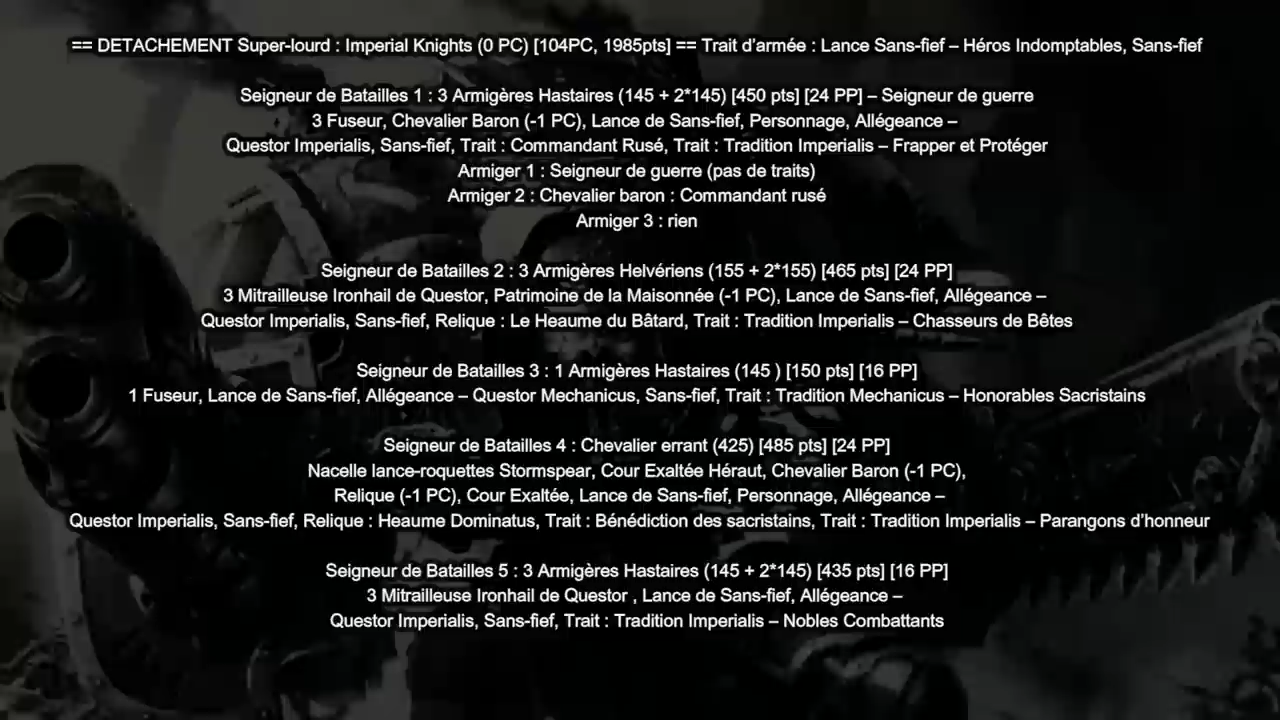 == DETACHEMENT Super-lourd : Imperial Knights (0 PC) [104PC, 1985pts] == Trait d'armée : Lance Sans-fief – Héros Indomptables, Sans-fief
Seigneur de Batailles 1 : 3 Armigères Hastaires (145 + 2*145) [450 pts] [24 PP] – Seigneur de guerre
3 Fuseur, Chevalier Baron (-1 PC), Lance de Sans-fief, Personnage, Allégeance –
Questor Imperialis, Sans-fief, Trait : Commandant Rusé, Trait : Tradition Imperialis – Frapper et Protéger
Armiger 1 : Seigneur de guerre (pas de traits)
Armiger 2 : Chevalier baron : Commandant rusé
Armiger 3 : rien
Seigneur de Batailles 2 : 3 Armigères Helvériens (155 + 2*155) [465 pts] [24 PP]
3 Mitrailleuse Ironhail de Questor, Patrimoine de la Maisonnée (-1 PC), Lance de Sans-fief, Allégeance –
Questor Imperialis, Sans-fief, Relique : Le Heaume du Bâtard, Trait : Tradition Imperialis – Chasseurs de Bêtes
Seigneur de Batailles 3 : 1 Armigères Hastaires (145 ) [150 pts] [16 PP]
1 Fuseur, Lance de Sans-fief, Allégeance – Questor Mechanicus, Sans-fief, Trait : Tradition Mechanicus – Honorables Sacristains
Seigneur de Batailles 4 : Chevalier errant (425) [485 pts] [24 PP]
Nacelle lance-roquettes Stormspear, Cour Exaltée Héraut, Chevalier Baron (-1 PC),
Relique (-1 PC), Cour Exaltée, Lance de Sans-fief, Personnage, Allégeance –
Questor Imperialis, Sans-fief, Relique : Heaume Dominatus, Trait : Bénédiction des sacristains, Trait : Tradition Imperialis – Parangons d'honneur
Seigneur de Batailles 5 : 3 Armigères Hastaires (145 + 2*145) [435 pts] [16 PP]
3 Mitrailleuse Ironhail de Questor , Lance de Sans-fief, Allégeance –
Questor Imperialis, Sans-fief, Trait : Tradition Imperialis – Nobles Combattants